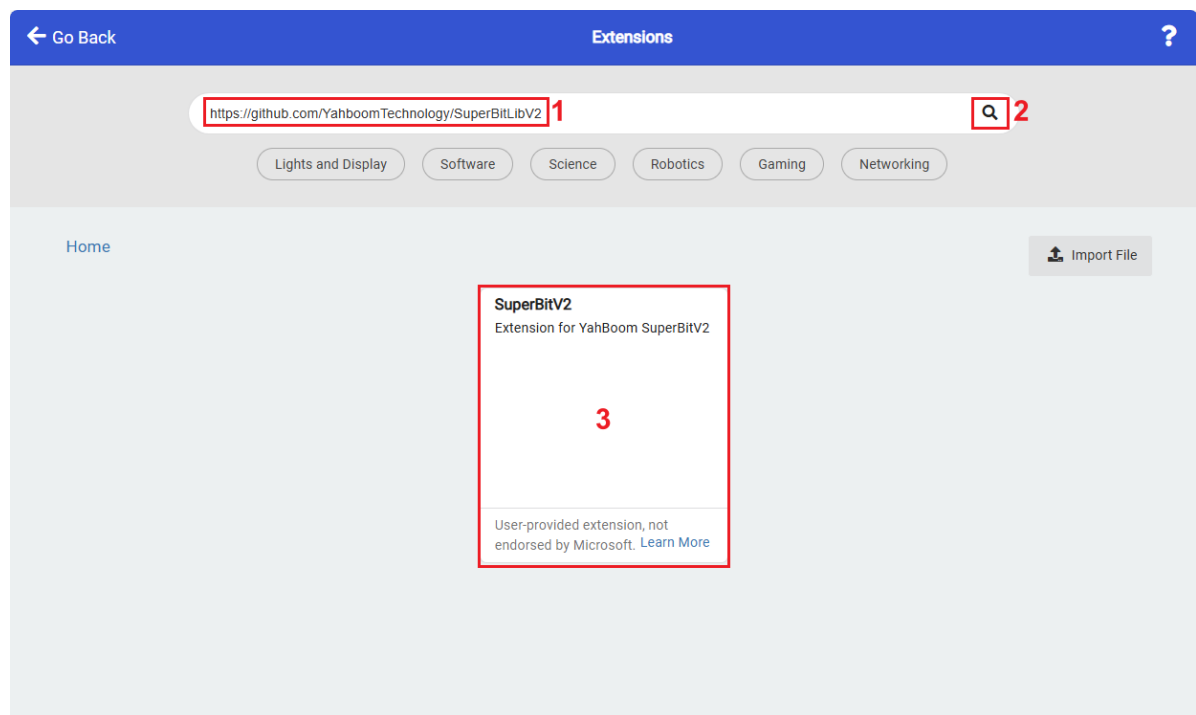 Go Back
Extensions
?
https://github.com/YahboomTechnology/SuperBitLibV2
1
2
Lights and Display
Software
Science
Robotics
Gaming
Networking
Home
Import File
SuperBitV2
Extension for YahBoom SuperBitV2
3
User-provided extension, not
endorsed by Microsoft. Learn More